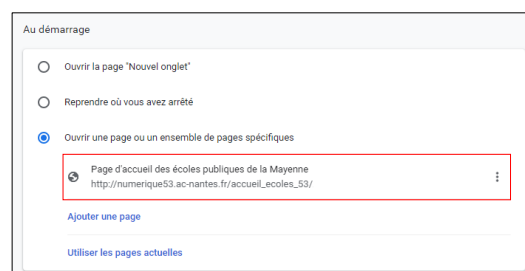 Au démarrage
Ouvrir la page "Nouvel onglet"
Reprendre où vous avez arrêté
Ouvrir une page ou un ensemble de pages spécifiques
Page d'accueil des écoles publiques de la Mayenne
http://numerique53.ac-nantes.fr/accueil_ecoles_53/
Ajouter une page
Utiliser les pages actuelles